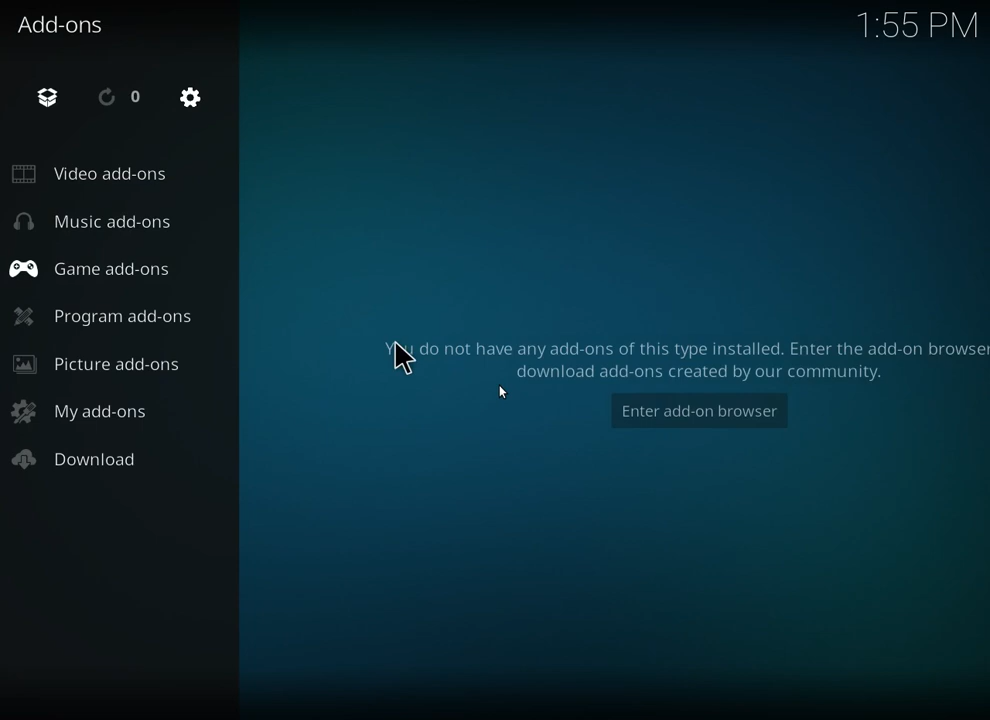 Add-ons
1:55 PM
0
Video add-ons
Music add-ons
Game add-ons
Program add-ons
Picture add-ons
My add-ons
Download
You do not have any add-ons of this type installed. Enter the add-on browser
download add-ons created by our community.
Enter add-on browser